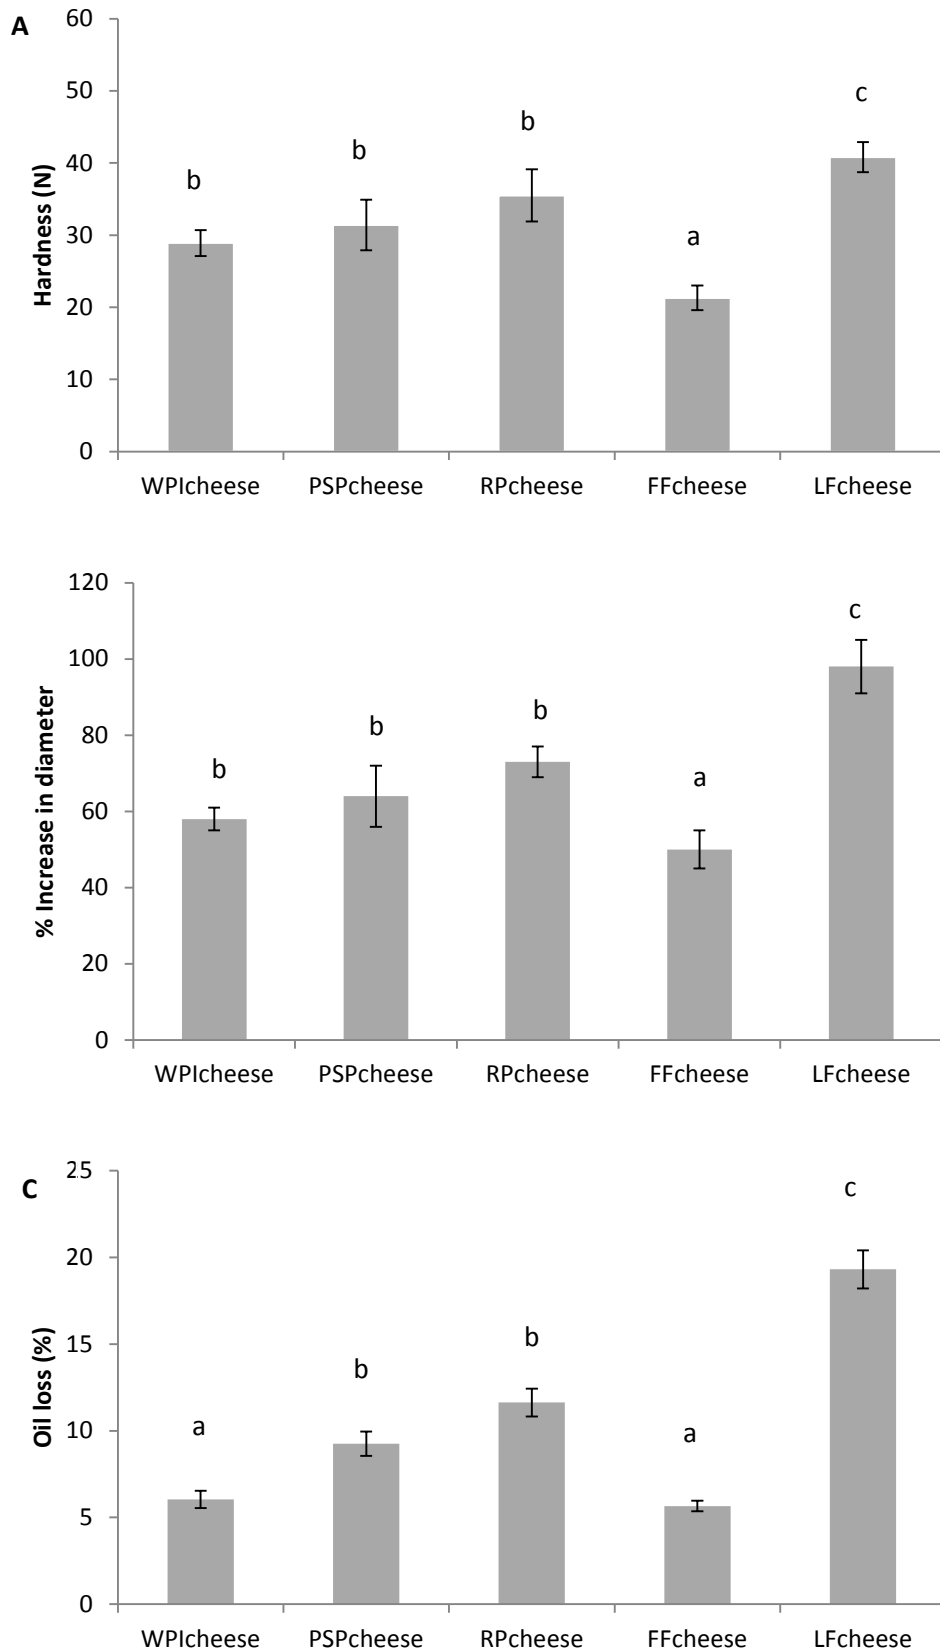 A
Hardness (N)
60
50
40
30
20
10
0
b
b
b
a
c
WPIcheese PSPcheese RPcheese FFcheese LFcheese
% Increase in diameter
120
100
80
60
40
20
0
b
b
b
a
c
WPIcheese PSPcheese RPcheese FFcheese LFcheese
C
Oil loss (%)
25
20
15
10
5
0
a
b
b
a
c
WPIcheese PSPcheese RPcheese FFcheese LFcheese